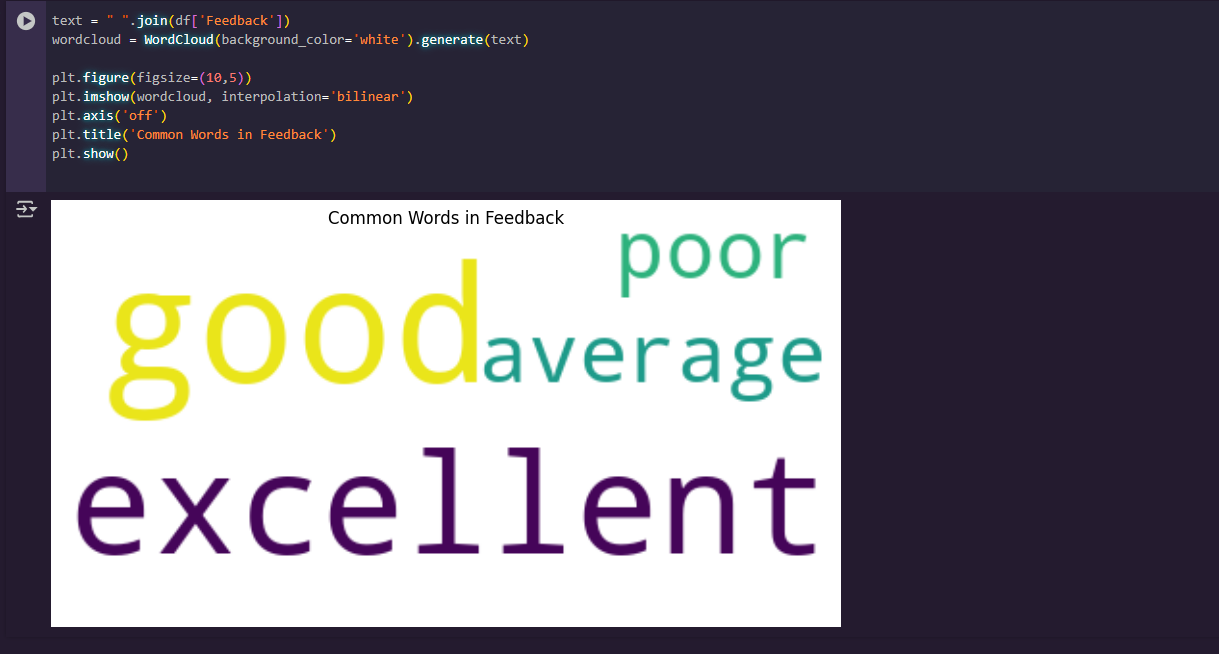 text = " ".join(df['Feedback'])
wordcloud = WordCloud(background_color='white').generate(text)
plt.figure(figsize=(10,5))
plt.imshow(wordcloud, interpolation='bilinear')
plt.axis('off')
plt.title('Common Words in Feedback')
plt.show()
Common Words in Feedback
poor
good
average
excellent